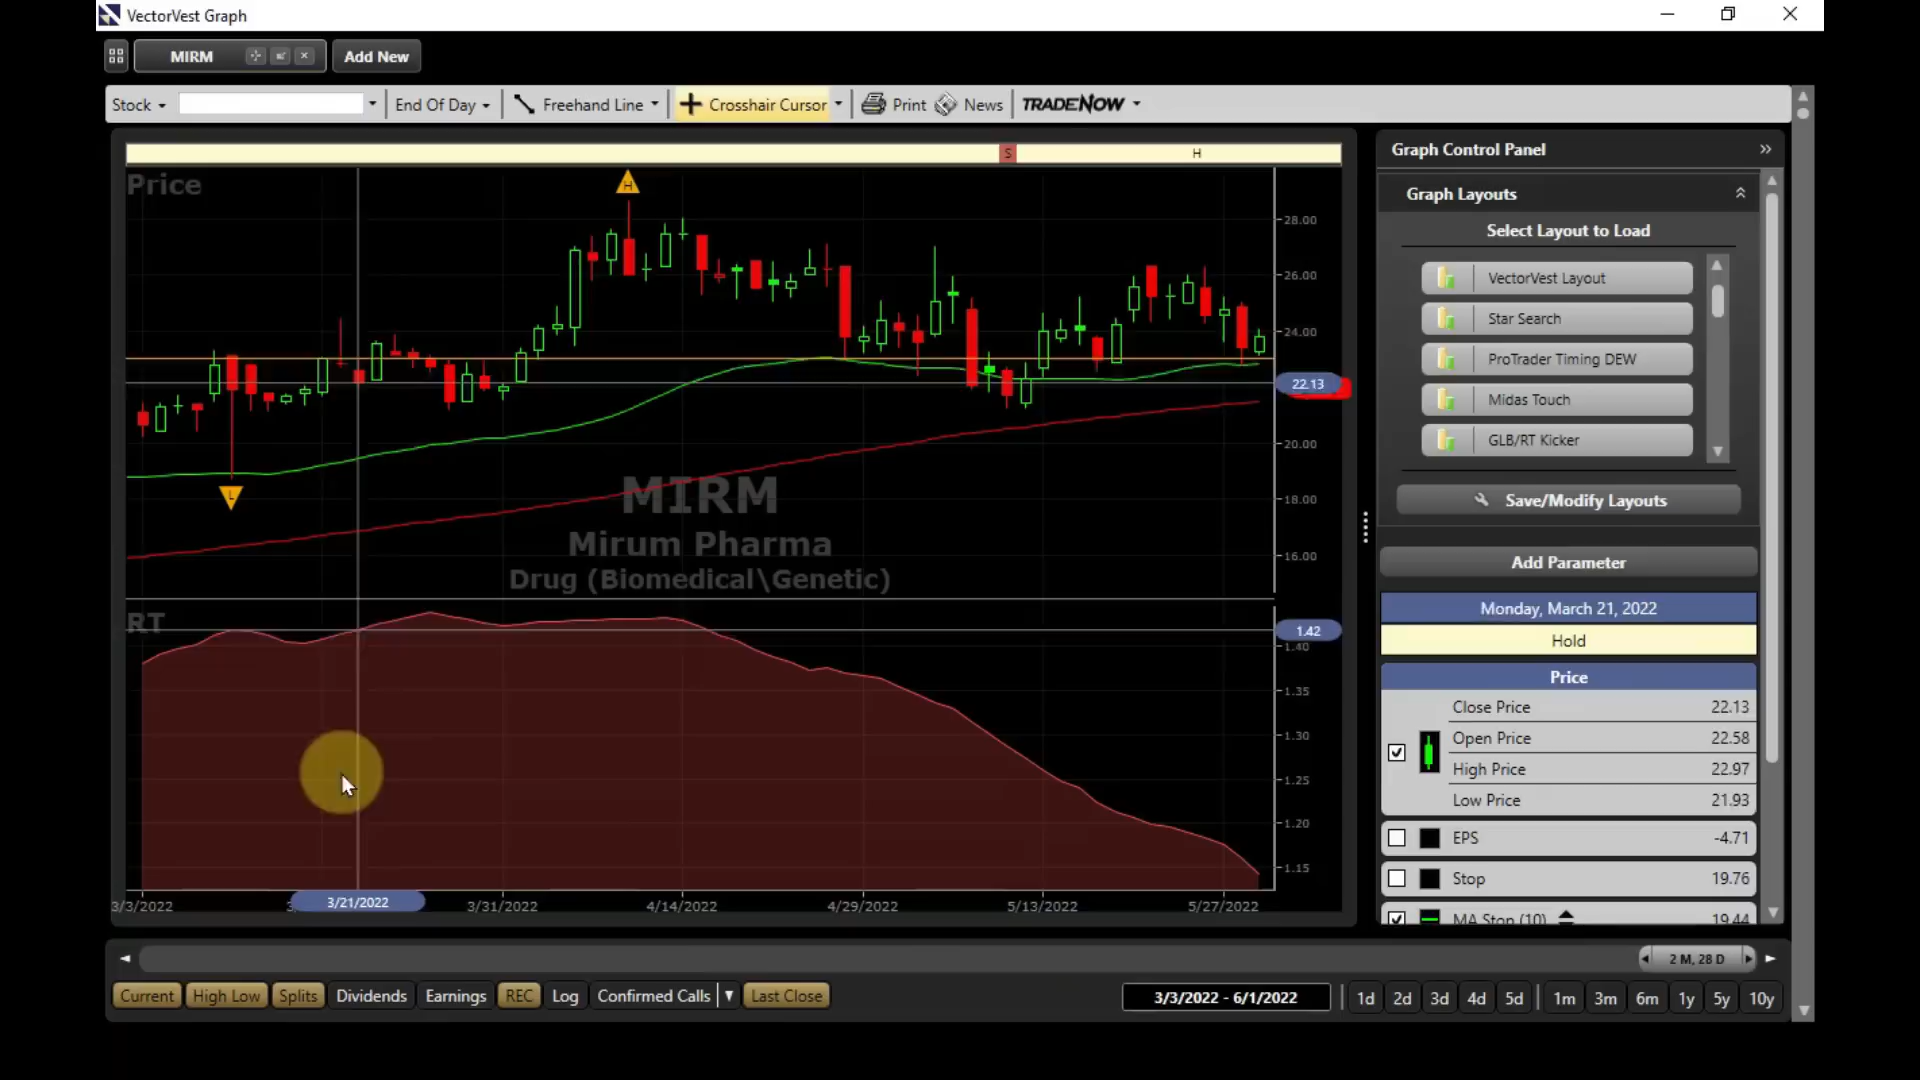 VectorVest Graph
MIRM
Add New
Stock
End Of Day
Freehand Line
Crosshair Cursor
Print
News
TRADENOW
S
H
Price
H
28.00
26.00
24.00
22.13
20.00
18.00
16.00
L
MIRM
Mirum Pharma
Drug (Biomedical\Genetic)
RT
1.42
1.40
1.35
1.30
1.25
1.20
1.15
3/3/2022
3/21/2022
3/31/2022
4/14/2022
4/29/2022
5/13/2022
5/27/2022
Graph Control Panel
Graph Layouts
Select Layout to Load
VectorVest Layout
Star Search
ProTrader Timing DEW
Midas Touch
GLB/RT Kicker
Save/Modify Layouts
Add Parameter
Monday, March 21, 2022
Hold
Price
Close Price 22.13
Open Price 22.58
High Price 22.97
Low Price 21.93
EPS -4.71
Stop 19.76
MA Stop (10) 19.44
2 M, 28 D
Current
High Low
Splits
Dividends
Earnings
REC
Log
Confirmed Calls
Last Close
3/3/2022 - 6/1/2022
1d 2d 3d 4d 5d 1m 3m 6m 1y 5y 10y